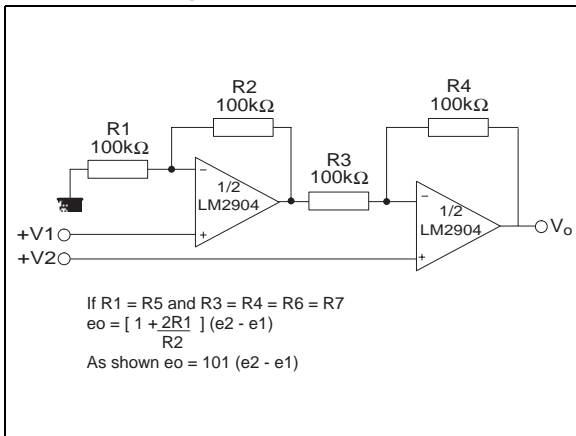 R2
100kΩ
R4
100kΩ
R1
100kΩ
R3
100kΩ
1/2
LM2904
1/2
LM2904
+V1
+V2
Vo
If R1 = R5 and R3 = R4 = R6 = R7
eo = [ 1 + 2R1 ] (e2 - e1)
R2
As shown eo = 101 (e2 - e1)